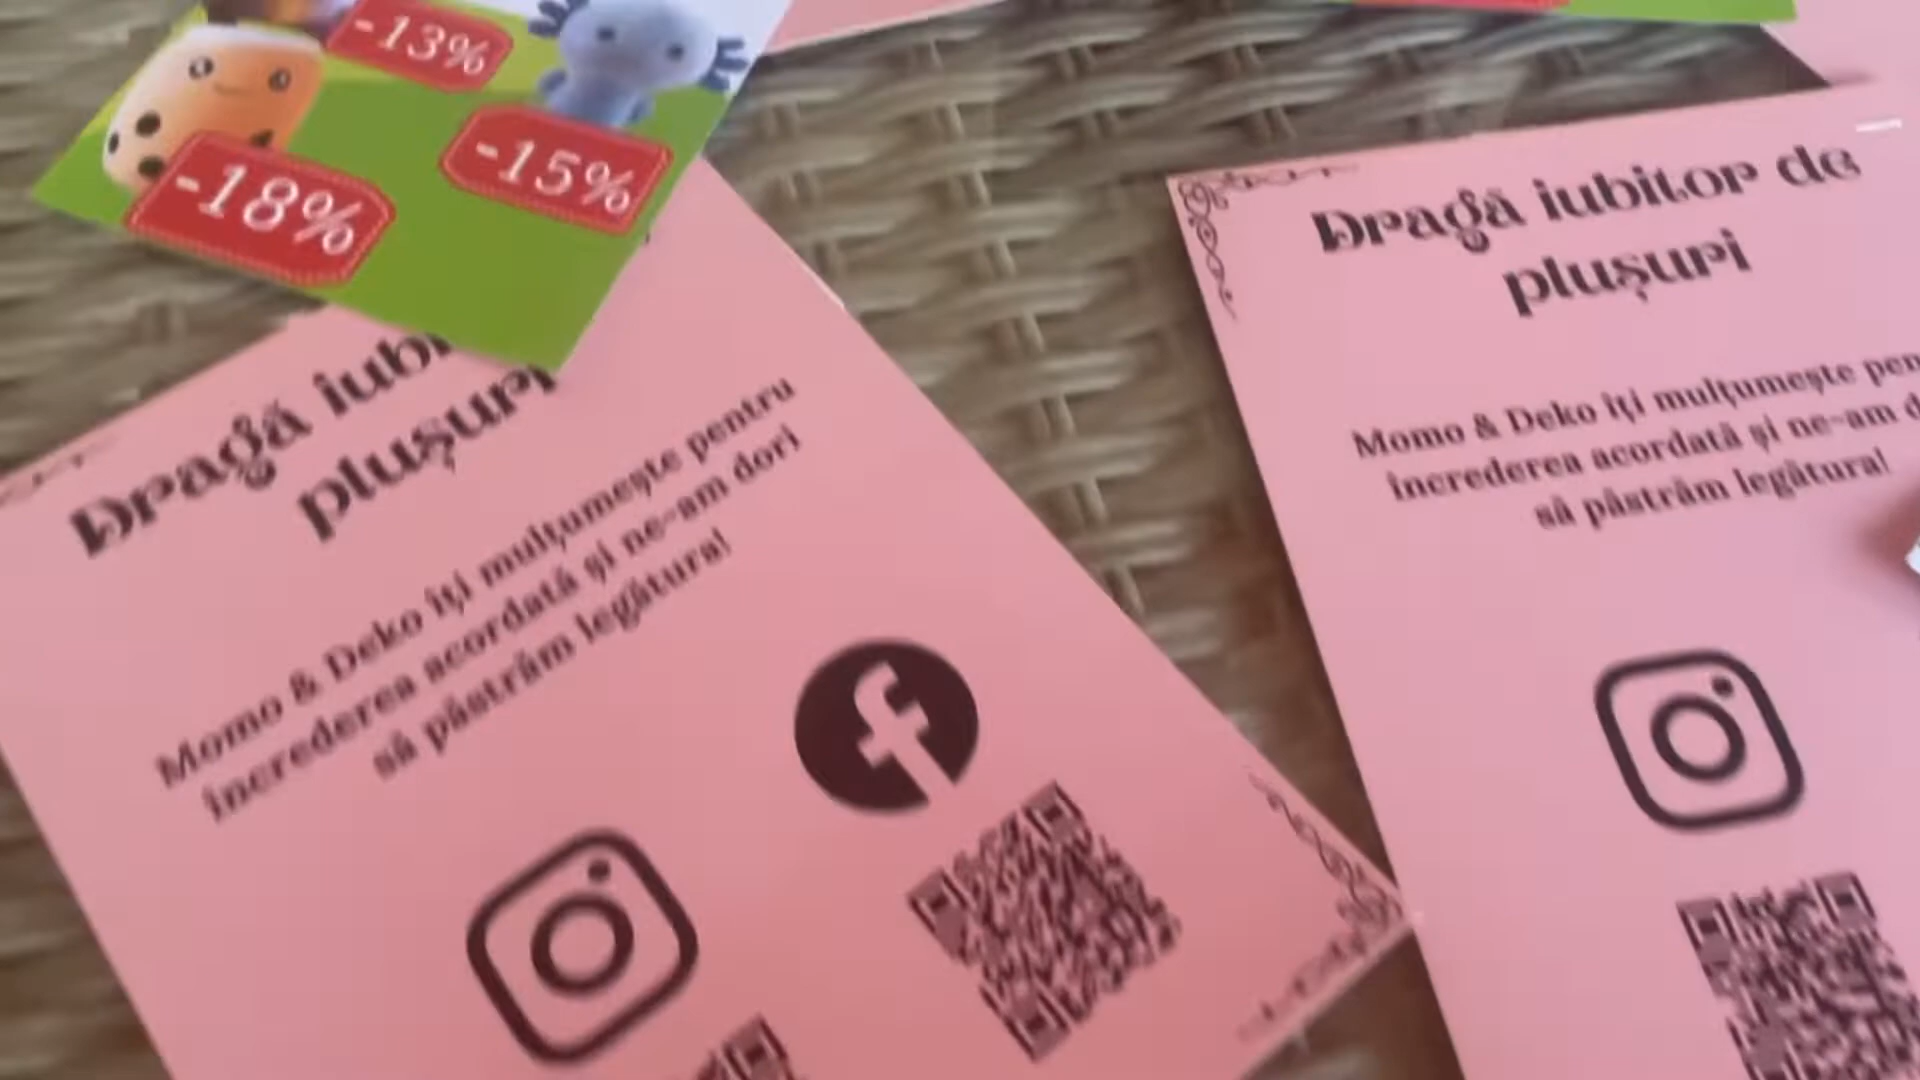 -13%
-15%
-18%
Dragă iubi
plușuri
Momo & Deko îți mulțumește pentru
încrederea acordată și ne-am dori
să păstrăm legătura!
Dragă iubitor de
plușuri
Momo & Deko îți mulțumește pen
încrederea acordată și ne-am d
să păstrăm legătura!